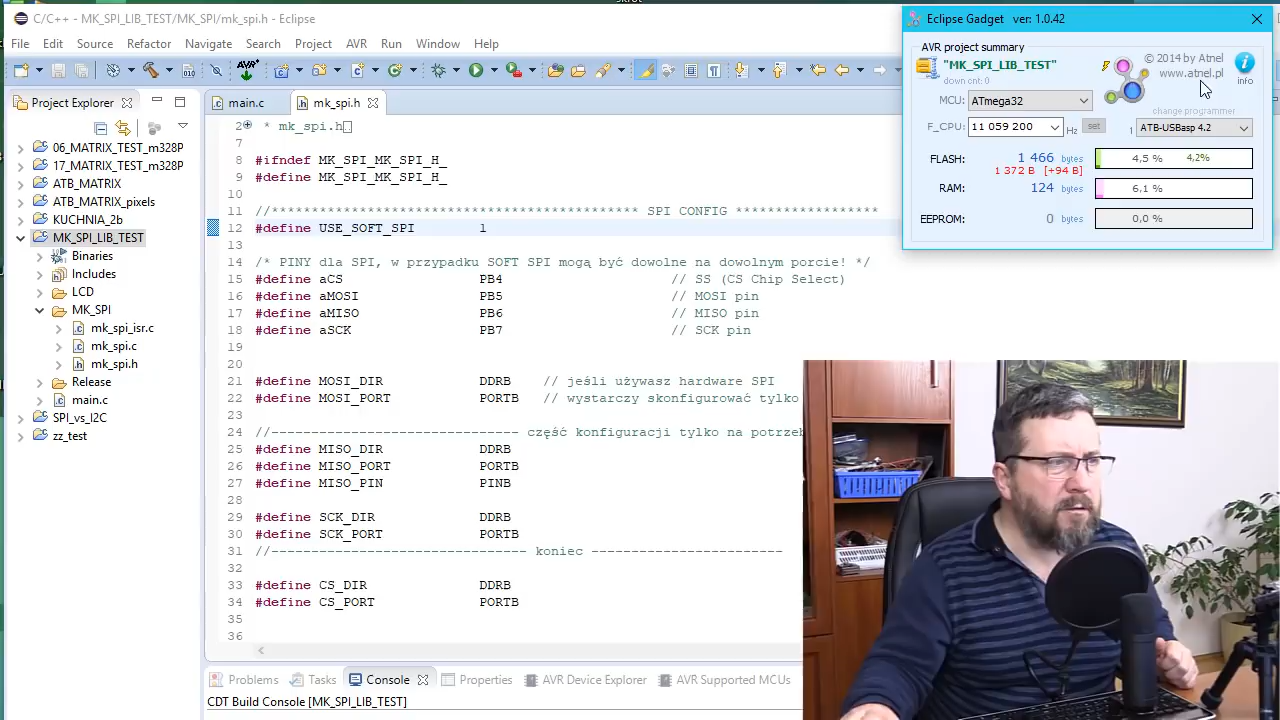 C/C++ - MK_SPI_LIB_TEST/MK_SPI/mk_spi.h - Eclipse
File Edit Source Refactor Navigate Search Project AVR Run Window Help
AVR
Project Explorer
06_MATRIX_TEST_m328P
17_MATRIX_TEST_m328P
ATB_MATRIX
ATB_MATRIX_pixels
KUCHNIA_2b
MK_SPI_LIB_TEST
Binaries
Includes
LCD
MK_SPI
mk_spi_isr.c
mk_spi.c
mk_spi.h
Release
main.c
SPI_vs_I2C
zz_test
main.c mk_spi.h
2 * mk_spi.h
7
8 #ifndef MK_SPI_MK_SPI_H_
9 #define MK_SPI_MK_SPI_H_
10
11 //********************************************** SPI CONFIG ******************
12 #define USE_SOFT_SPI 1
13
14 /* PINY dla SPI, w przypadku SOFT SPI mogą być dowolne na dowolnym porcie! */
15 #define aCS PB4 // SS (CS Chip Select)
16 #define aMOSI PB5 // MOSI pin
17 #define aMISO PB6 // MISO pin
18 #define aSCK PB7 // SCK pin
19
20
21 #define MOSI_DIR DDRB // jeśli używasz hardware SPI
22 #define MOSI_PORT PORTB // wystarczy skonfigurować tylko
23
24 //------------------------------- część konfiguracji tylko na potrzeb
25 #define MISO_DIR DDRB
26 #define MISO_PORT PORTB
27 #define MISO_PIN PINB
28
29 #define SCK_DIR DDRB
30 #define SCK_PORT PORTB
31 //-------------------------------- koniec ------------------------
32
33 #define CS_DIR DDRB
34 #define CS_PORT PORTB
35
36
Problems Tasks Console Properties AVR Device Explorer AVR Supported MCUs
CDT Build Console [MK_SPI_LIB_TEST]
Eclipse Gadget ver: 1.0.42
AVR project summary
"MK_SPI_LIB_TEST"
down cnt: 0
© 2014 by Atnel
www.atnel.pl
info
MCU: ATmega32
change programmer
F_CPU: 11 059 200 Hz set 1 ATB-USBasp 4.2
FLASH: 1 466 bytes 4,5 % 4,2%
1 372 B [+94 B]
RAM: 124 bytes 6,1 %
EEPROM: 0 bytes 0,0 %